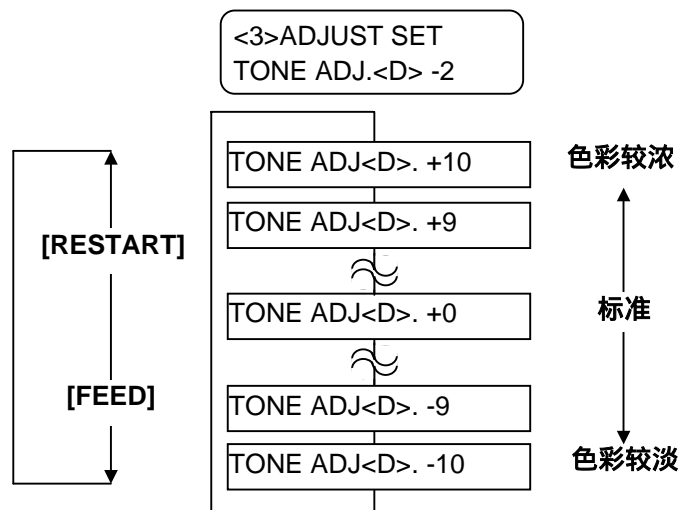 <3>ADJUST SET
TONE ADJ.<D> -2
TONE ADJ<D>. +10
色彩较浓
TONE ADJ<D>. +9
[RESTART]
TONE ADJ<D>. +0
标准
[FEED]
TONE ADJ<D>. -9
TONE ADJ<D>. -10
色彩较淡